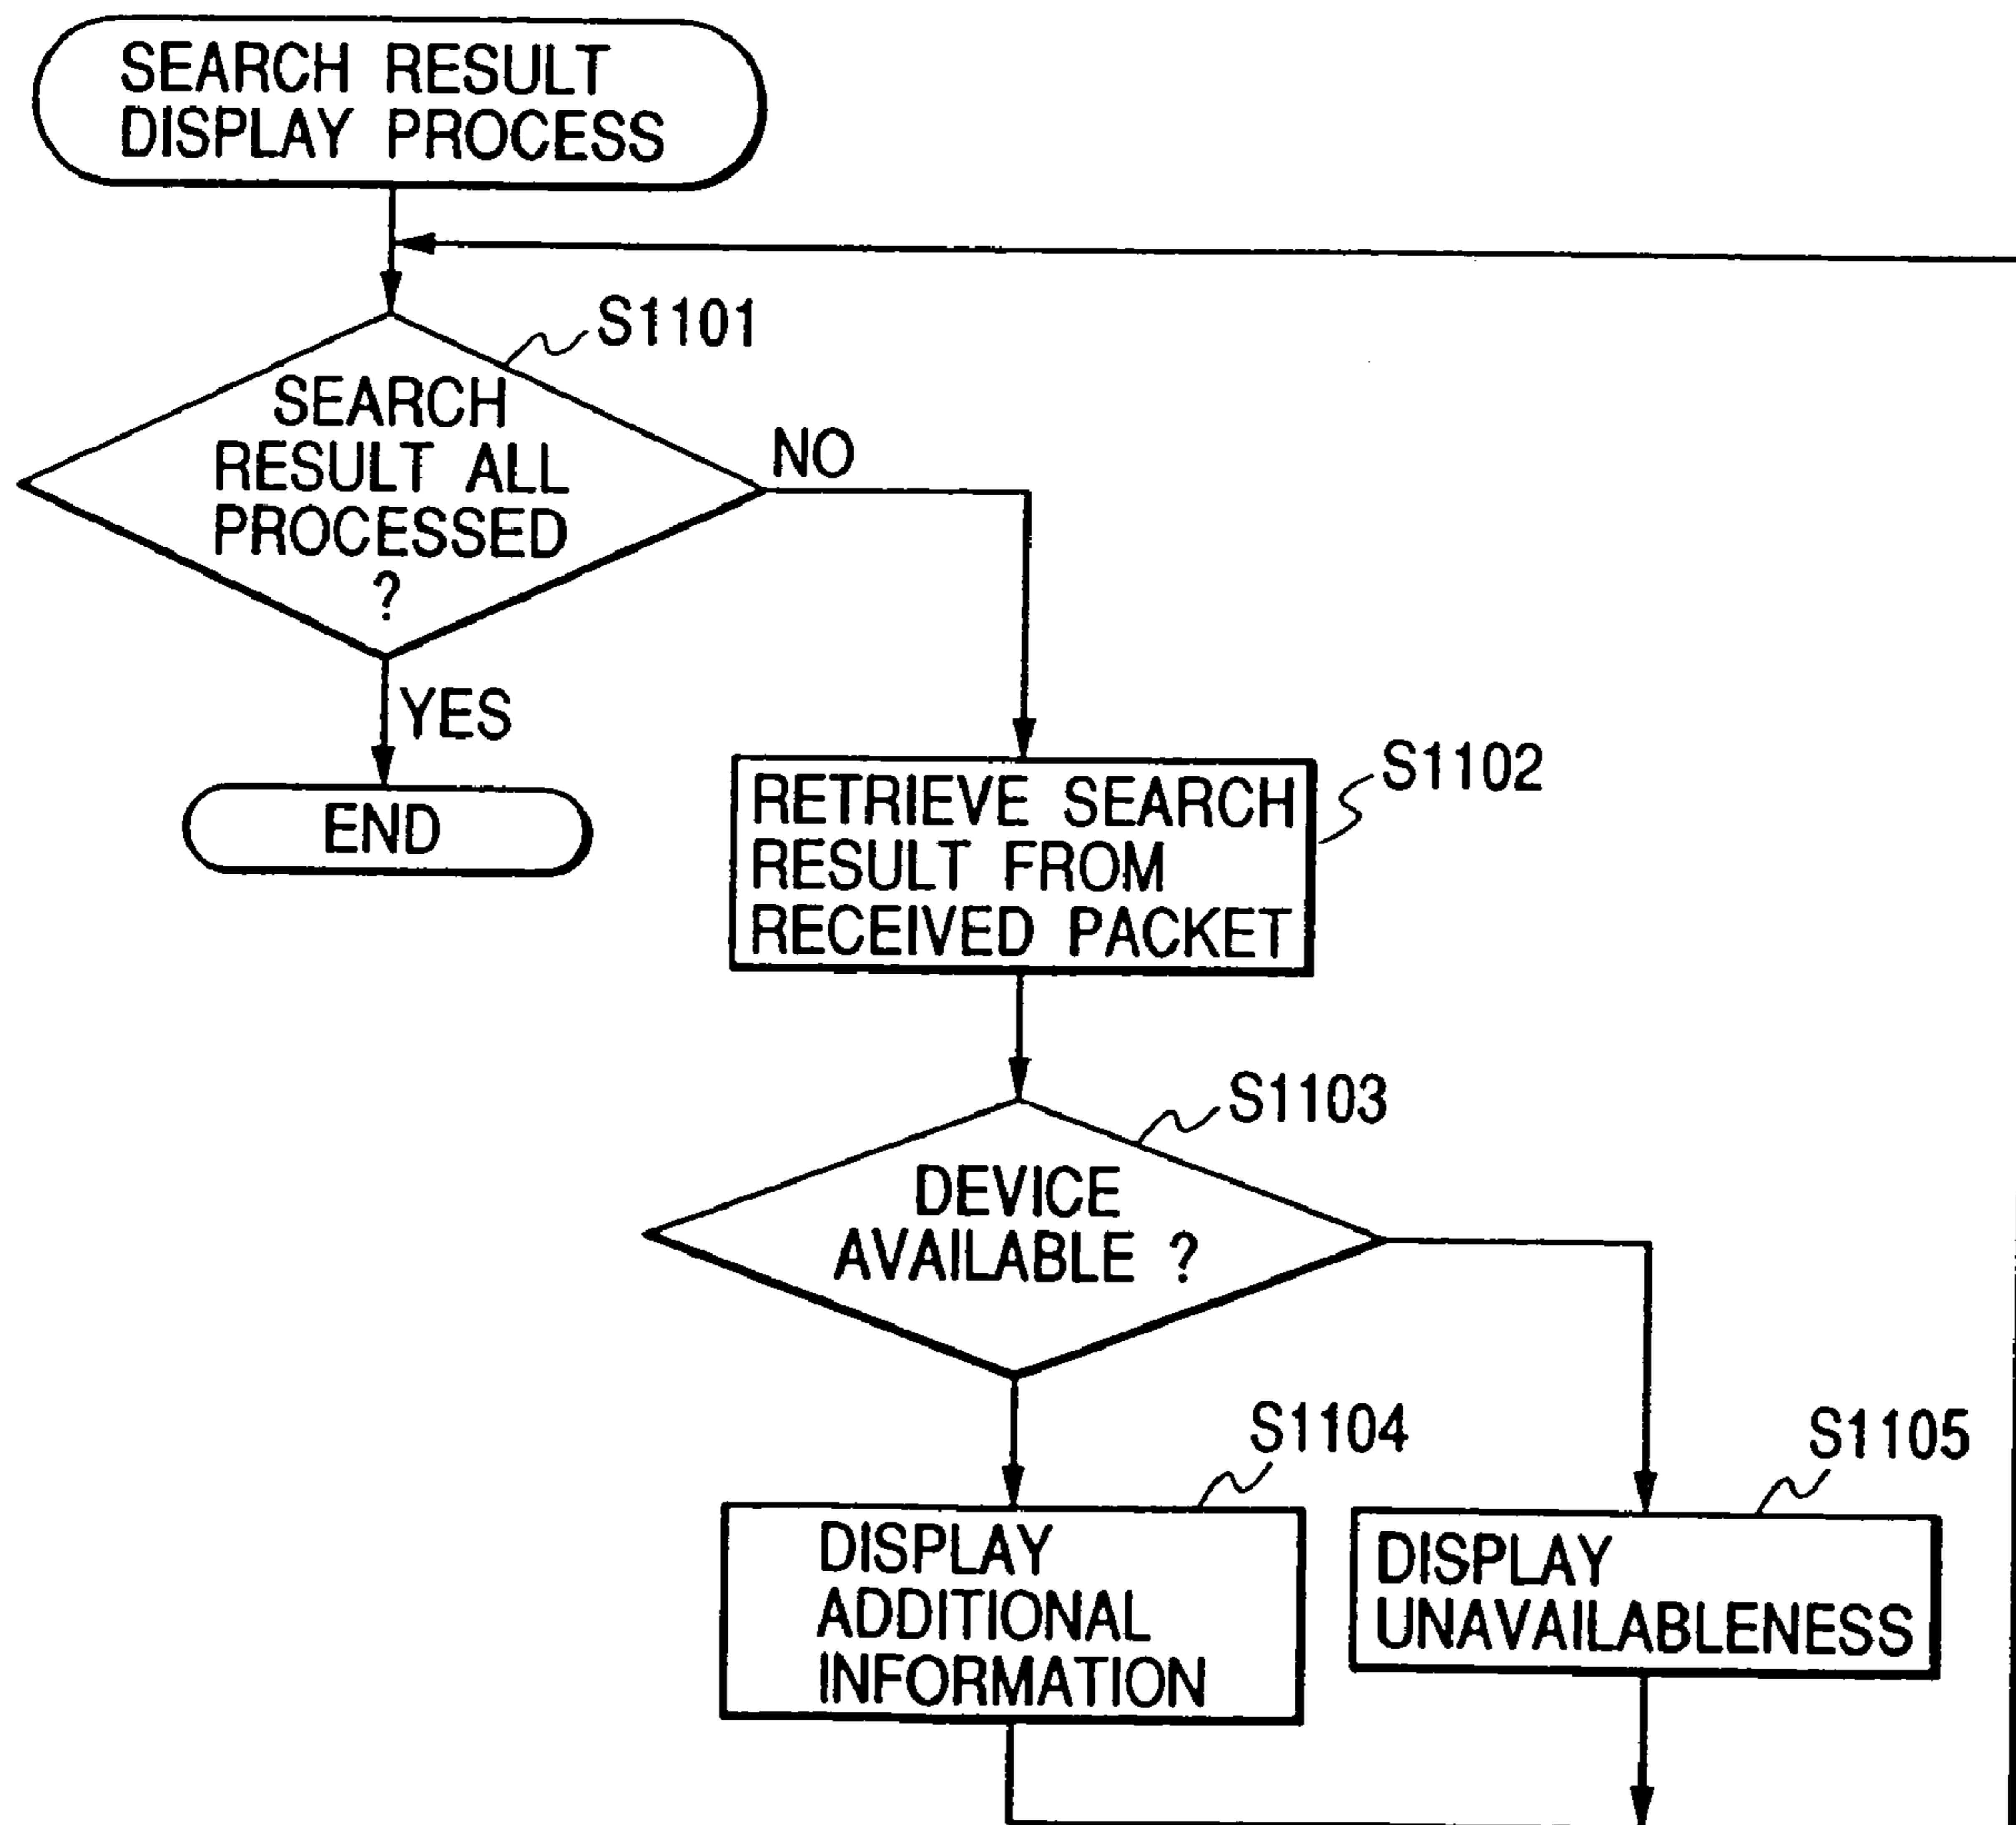 SEARCH RESULT
DISPLAY PROCESS
S1101
SEARCH
RESULT ALL
PROCESSED
?
NO
YES
END
S1102
RETRIEVE SEARCH
RESULT FROM
RECEIVED PACKET
S1103
DEVICE
AVAILABLE ?
S1104
DISPLAY
ADDITIONAL
INFORMATION
S1105
DISPLAY
UNAVAILABLENESS